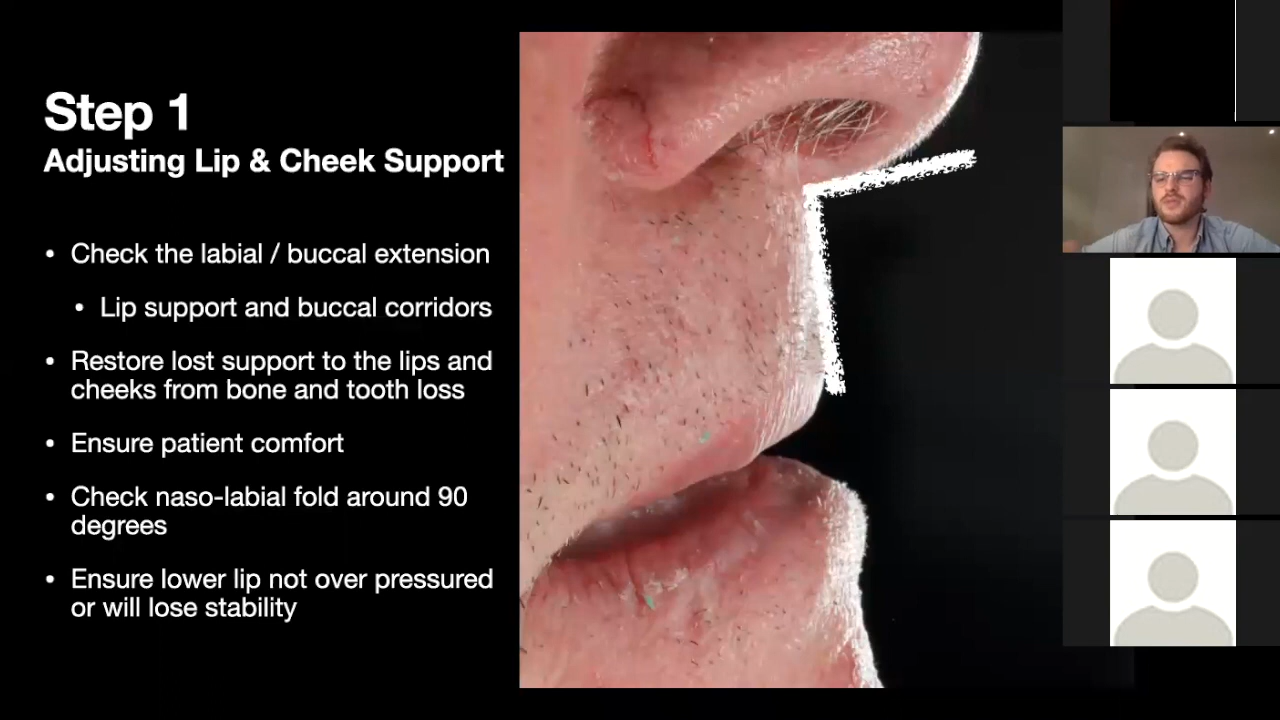 Step 1
Adjusting Lip & Cheek Support
• Check the labial / buccal extension
• Lip support and buccal corridors
• Restore lost support to the lips and
cheeks from bone and tooth loss
• Ensure patient comfort
• Check naso-labial fold around 90
degrees
• Ensure lower lip not over pressured
or will lose stability